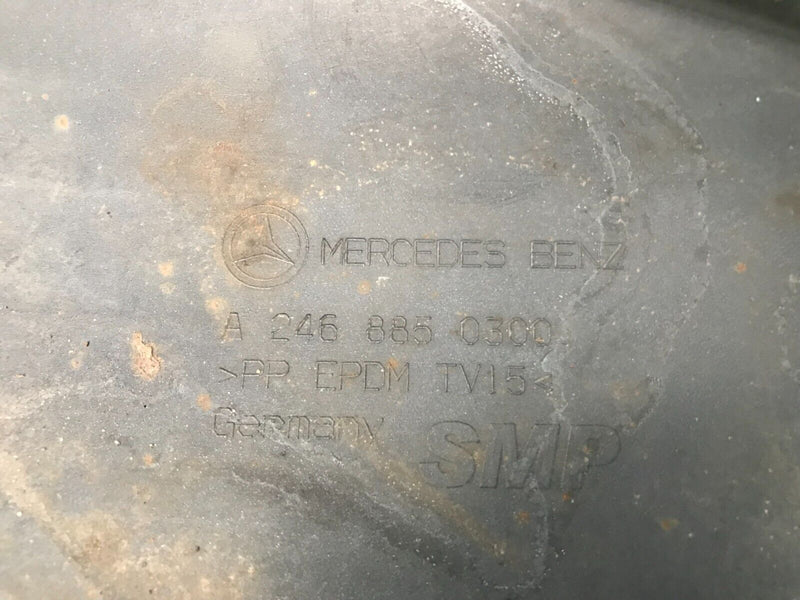 MERCEDES BENZ
A 246 885 0300
>PP EPDM TV15<
Germany
SMP